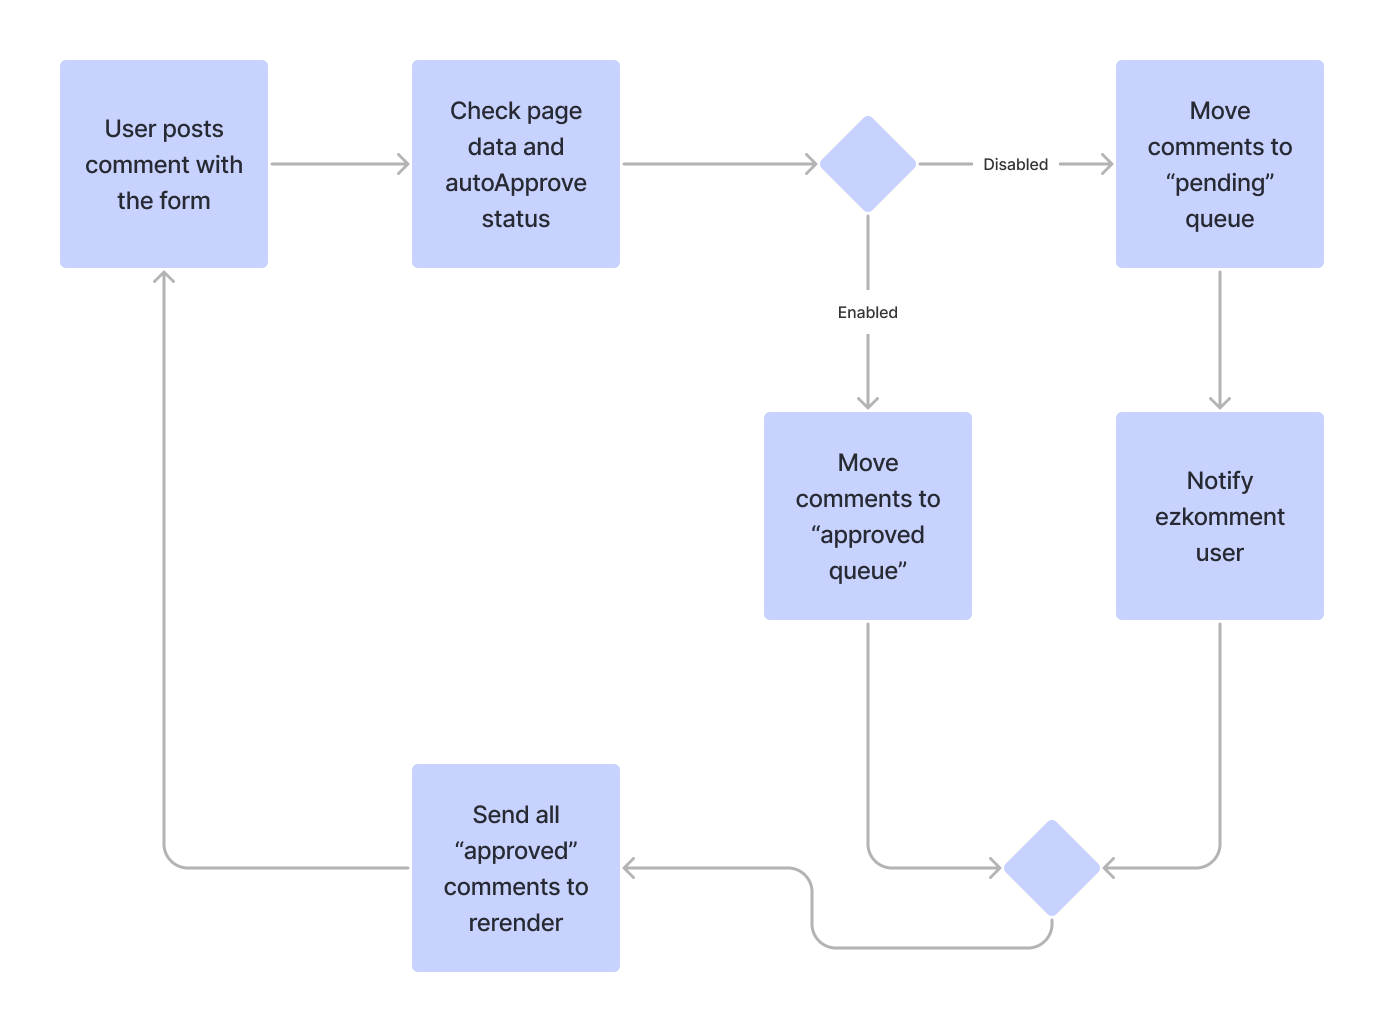 User posts
comment with
the form
Check page
data and
autoApprove
status
Disabled
Move
comments to
“pending”
queue
Enabled
Move
comments to
“approved
queue”
Notify
ezkomment
user
Send all
“approved”
comments to
rerender